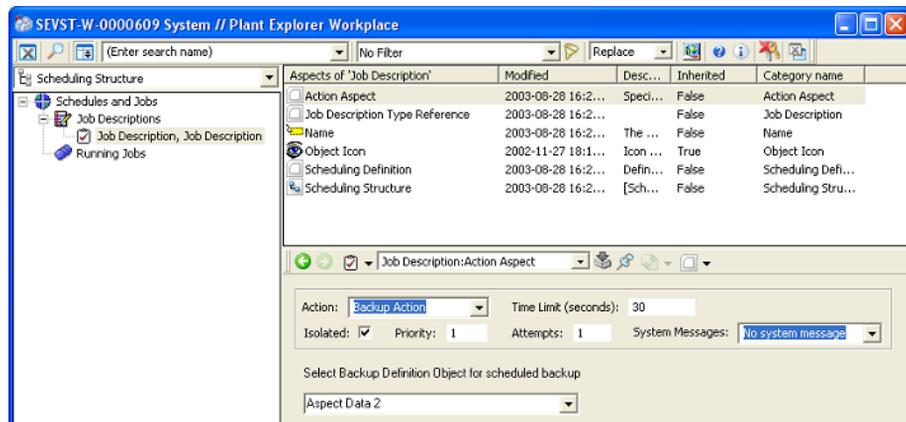 SEVST-W-0000609 System // Plant Explorer Workplace
(Enter search name) No Filter Replace
Scheduling Structure
Schedules and Jobs
Job Descriptions
Job Description, Job Description
Running Jobs
Aspects of 'Job Description' Modified Desc... Inherited Category name
Action Aspect 2003-08-28 16:2... Speci... False Action Aspect
Job Description Type Reference False Job Description
Name 2003-08-28 16:2... The ... False Name
Object Icon 2002-11-27 18:1... Icon ... True Object Icon
Scheduling Definition 2003-08-28 16:2... Defin... False Scheduling Defi...
Scheduling Structure 2003-08-28 16:2... [Sch... False Scheduling Stru...
Job Description:Action Aspect
Action: Backup Action Time Limit (seconds): 30
Isolated: Priority: 1 Attempts: 1 System Messages: No system message
Select Backup Definition Object for scheduled backup
Aspect Data 2